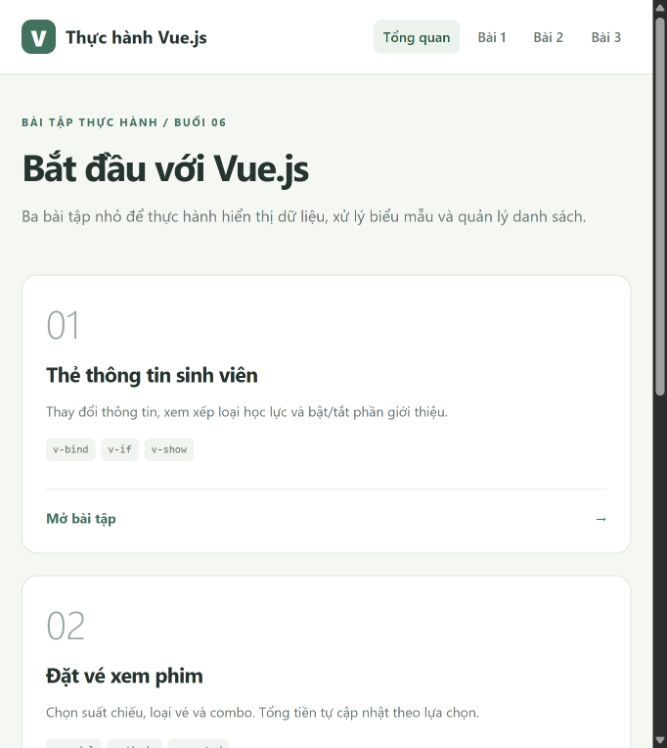 V Thực hành Vue.js
Tổng quan Bài 1 Bài 2 Bài 3
BÀI TẬP THỰC HÀNH / BUỔI 06
Bắt đầu với Vue.js
Ba bài tập nhỏ để thực hành hiển thị dữ liệu, xử lý biểu mẫu và quản lý danh sách.
01
Thẻ thông tin sinh viên
Thay đổi thông tin, xem xếp loại học lực và bật/tắt phần giới thiệu.
v-bind v-if v-show
Mở bài tập →
02
Đặt vé xem phim
Chọn suất chiếu, loại vé và combo. Tổng tiền tự cập nhật theo lựa chọn.